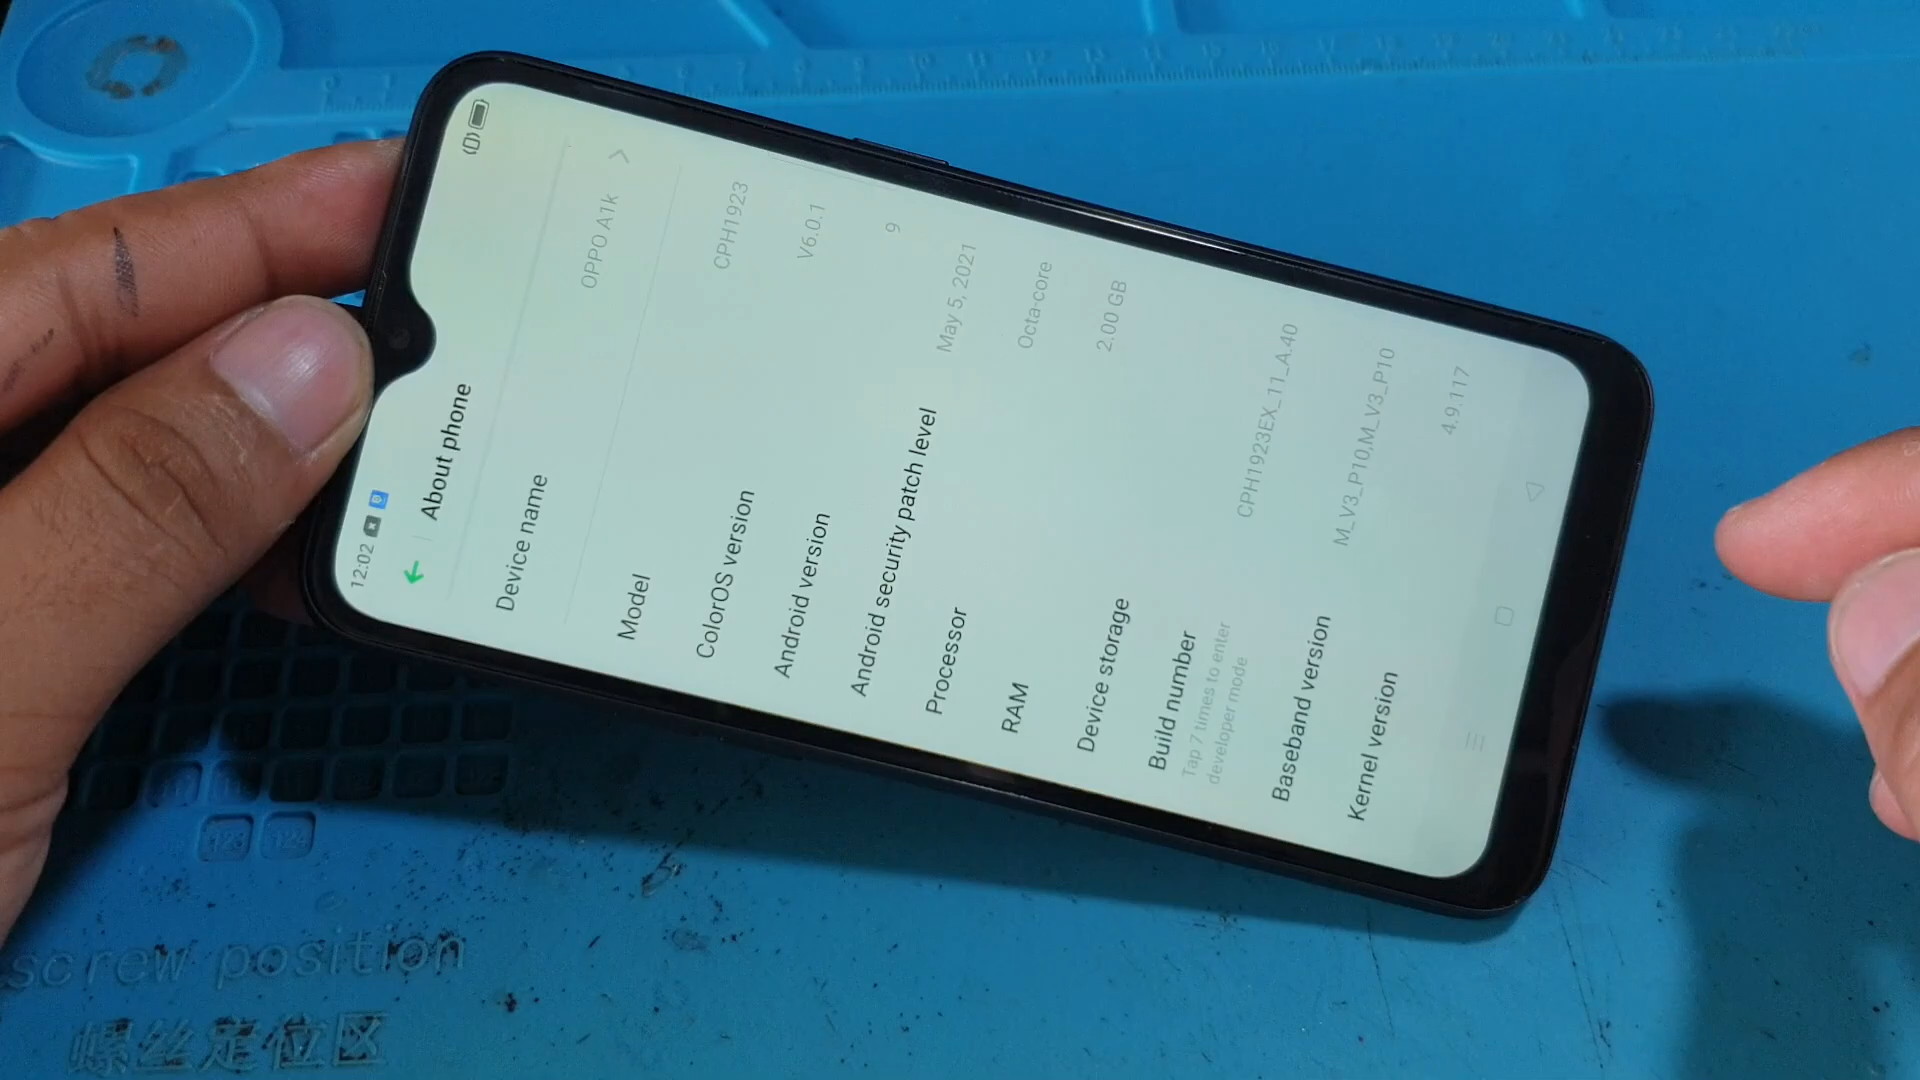 12:02
About phone
Device name OPPO A1k
Model CPH1923
ColorOS version V6.0.1
Android version 9
Android security patch level May 5, 2021
Processor Octa-core
RAM 2.00 GB
Device storage
Build number CPH1923EX_11_A.40
Tap 7 times to enter
developer mode
Baseband version M_V3_P10,M_V3_P10
Kernel version 4.9.117
123 124
screw position
螺丝定位区